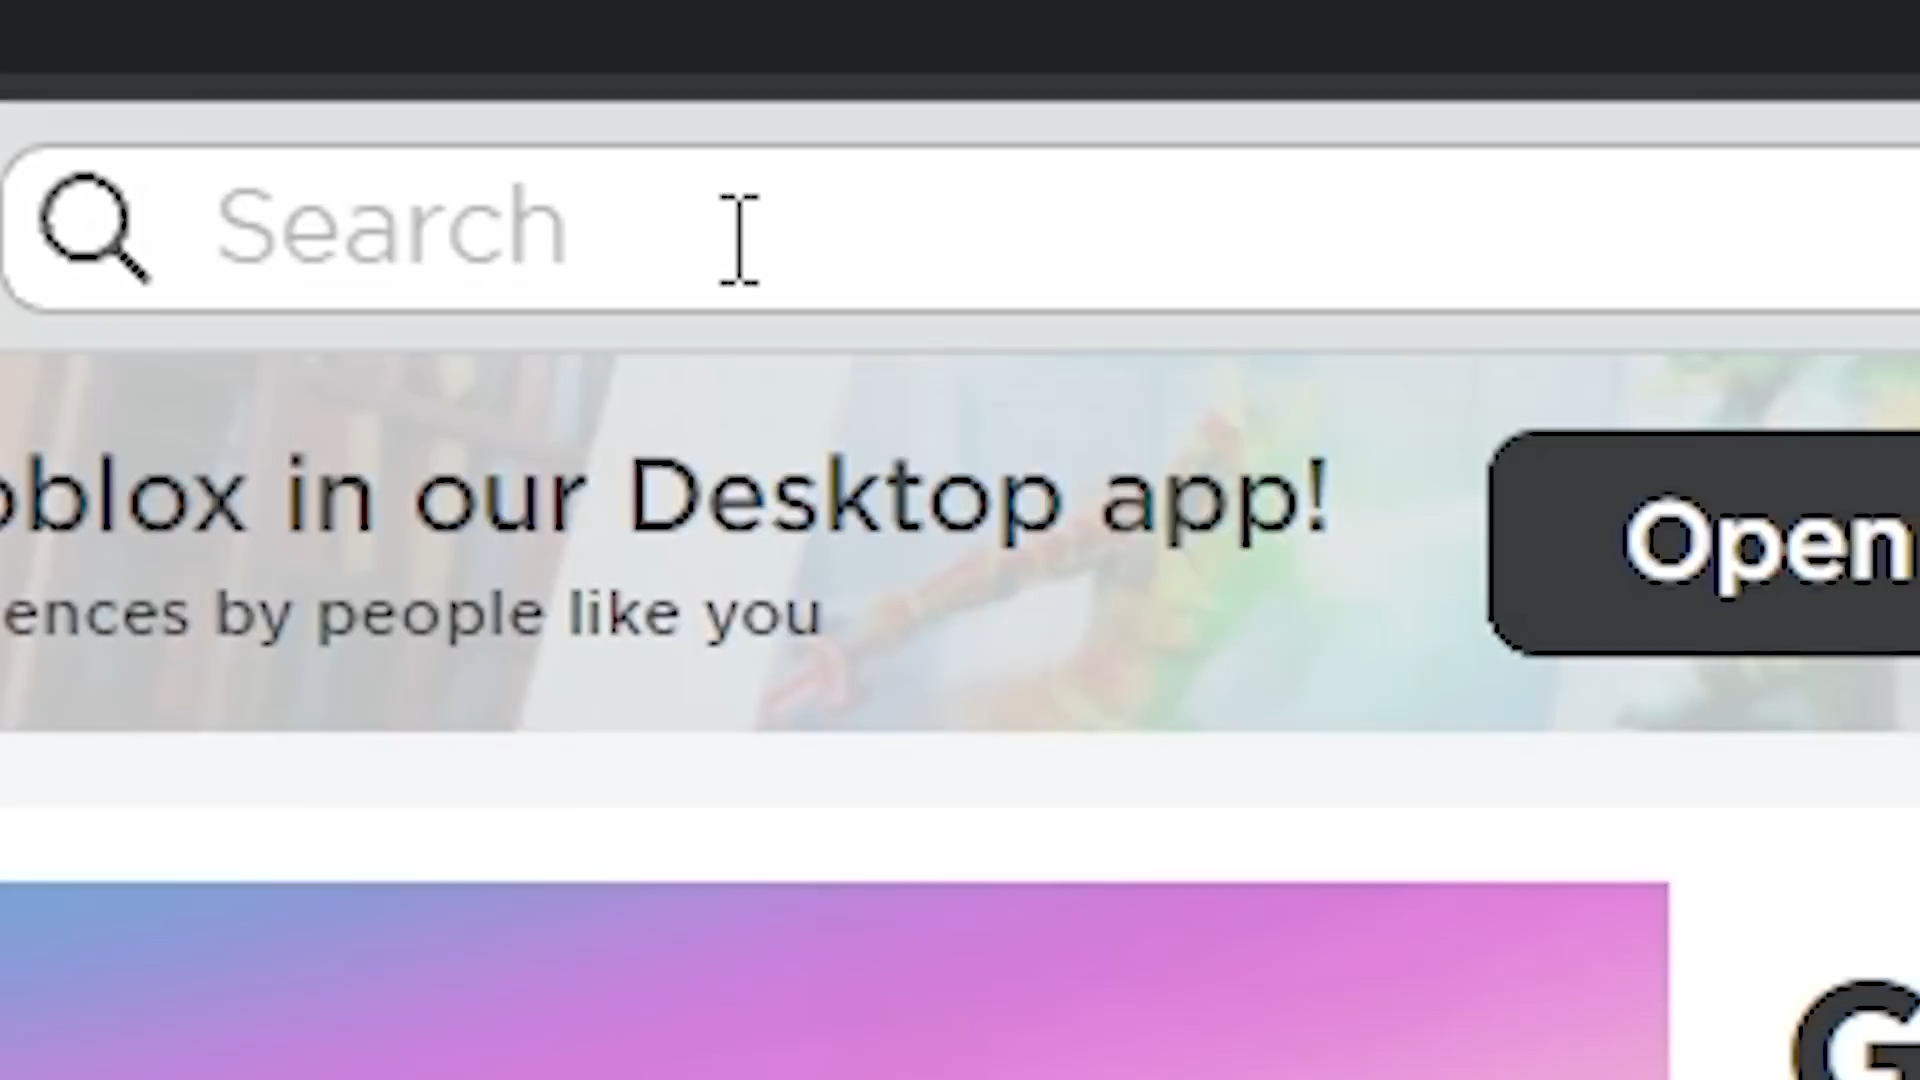 Search
oblox in our Desktop app!
Open
ences by people like you
G